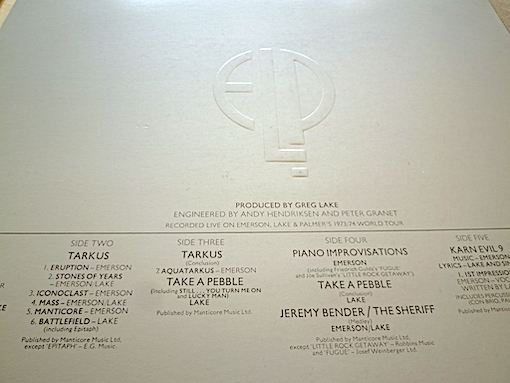 ELP
PRODUCED BY GREG LAKE
ENGINEERED BY ANDY HENDRIKSEN AND PETER GRANET
RECORDED LIVE ON EMERSON, LAKE & PALMER'S 1973/74 WORLD TOUR
SIDE TWO
TARKUS
1. ERUPTION – EMERSON
2. STONES OF YEARS
– EMERSON/LAKE
3. ICONOCLAST – EMERSON
4. MASS – EMERSON/LAKE
5. MANTICORE – EMERSON
6. BATTLEFIELD – LAKE
(including Epitaph)
Published by Manticore Music Ltd,
except 'EPITAPH' – E.G. Music.
SIDE THREE
TARKUS
(Conclusion)
2. AQUATARKUS – EMERSON
TAKE A PEBBLE
(including STILL... YOU TURN ME ON
and LUCKY MAN)
LAKE
Published by Manticore Music Ltd.
SIDE FOUR
PIANO IMPROVISATIONS
EMERSON
(including Friedrich Gulda's 'FUGUE'
and Joe Sullivan's 'LITTLE ROCK GETAWAY')
TAKE A PEBBLE
(Conclusion)
LAKE
JEREMY BENDER / THE SHERIFF
(Medley)
EMERSON/LAKE
Published by Manticore Music Ltd,
except 'LITTLE ROCK GETAWAY' – Robbins Music
and 'FUGUE' – Josef Weinberger Ltd.
SIDE FIVE
KARN EVIL 9
MUSIC – EMERSON
LYRICS – LAKE AND
1. 1ST IMPRESSION
EMERSON
WRITTEN BY
INCLUDES
Published by Manticore